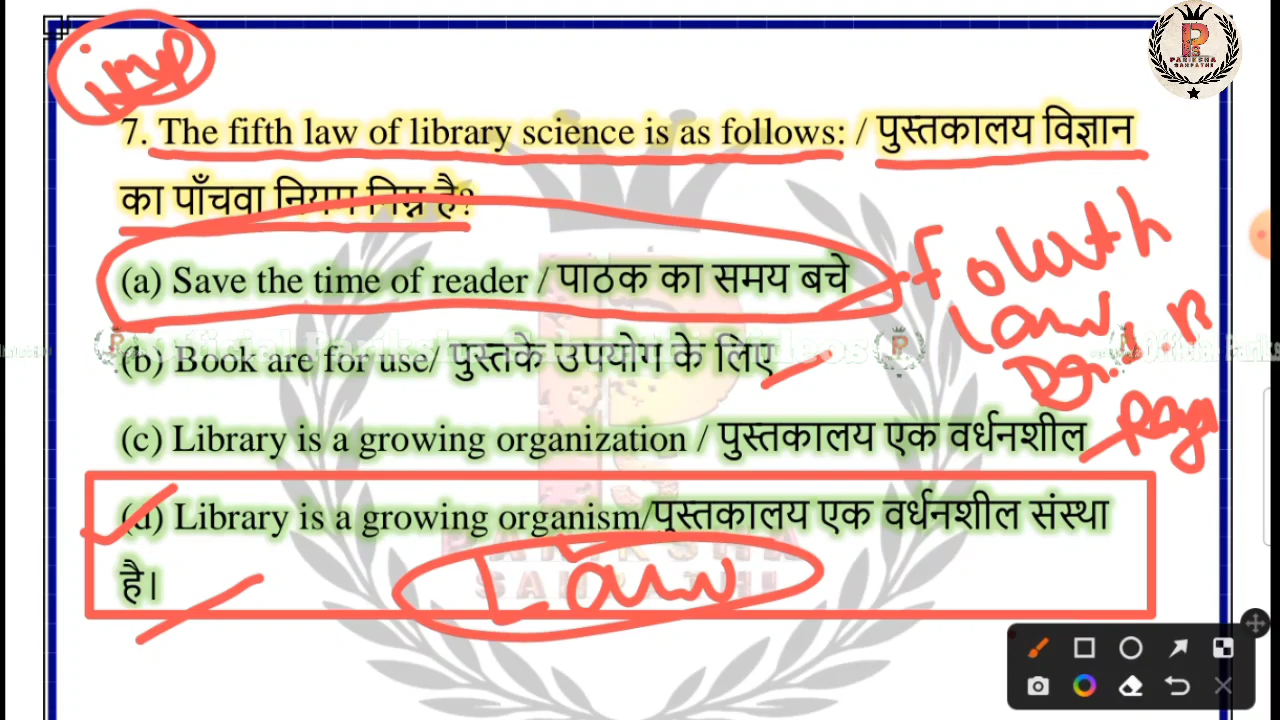 imp
PARIKSHA
SARPATHI
7. The fifth law of library science is as follows: / पुस्तकालय विज्ञान
का पाँचवा नियम निम्न है?
(a) Save the time of reader / पाठक का समय बचे
(b) Book are for use/ पुस्तके उपयोग के लिए
(c) Library is a growing organization / पुस्तकालय एक वर्धनशील
(d) Library is a growing organism/पुस्तकालय एक वर्धनशील संस्था
है।
Law
Law
Dr.